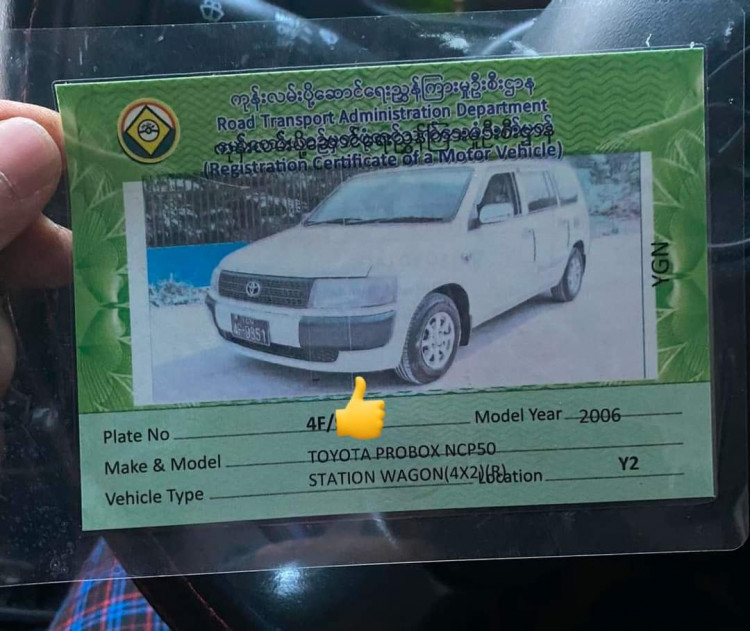 ကုန်းလမ်းပို့ဆောင်ရေးညွှန်ကြားမှုဦးစီးဌာန
Road Transport Administration Department
(Registration Certificate of a Motor Vehicle)
YGN
Plate No 4F/
Model Year 2006
Make & Model TOYOTA PROBOX NCP50
Vehicle Type STATION WAGON(4X2)(R)
Location Y2